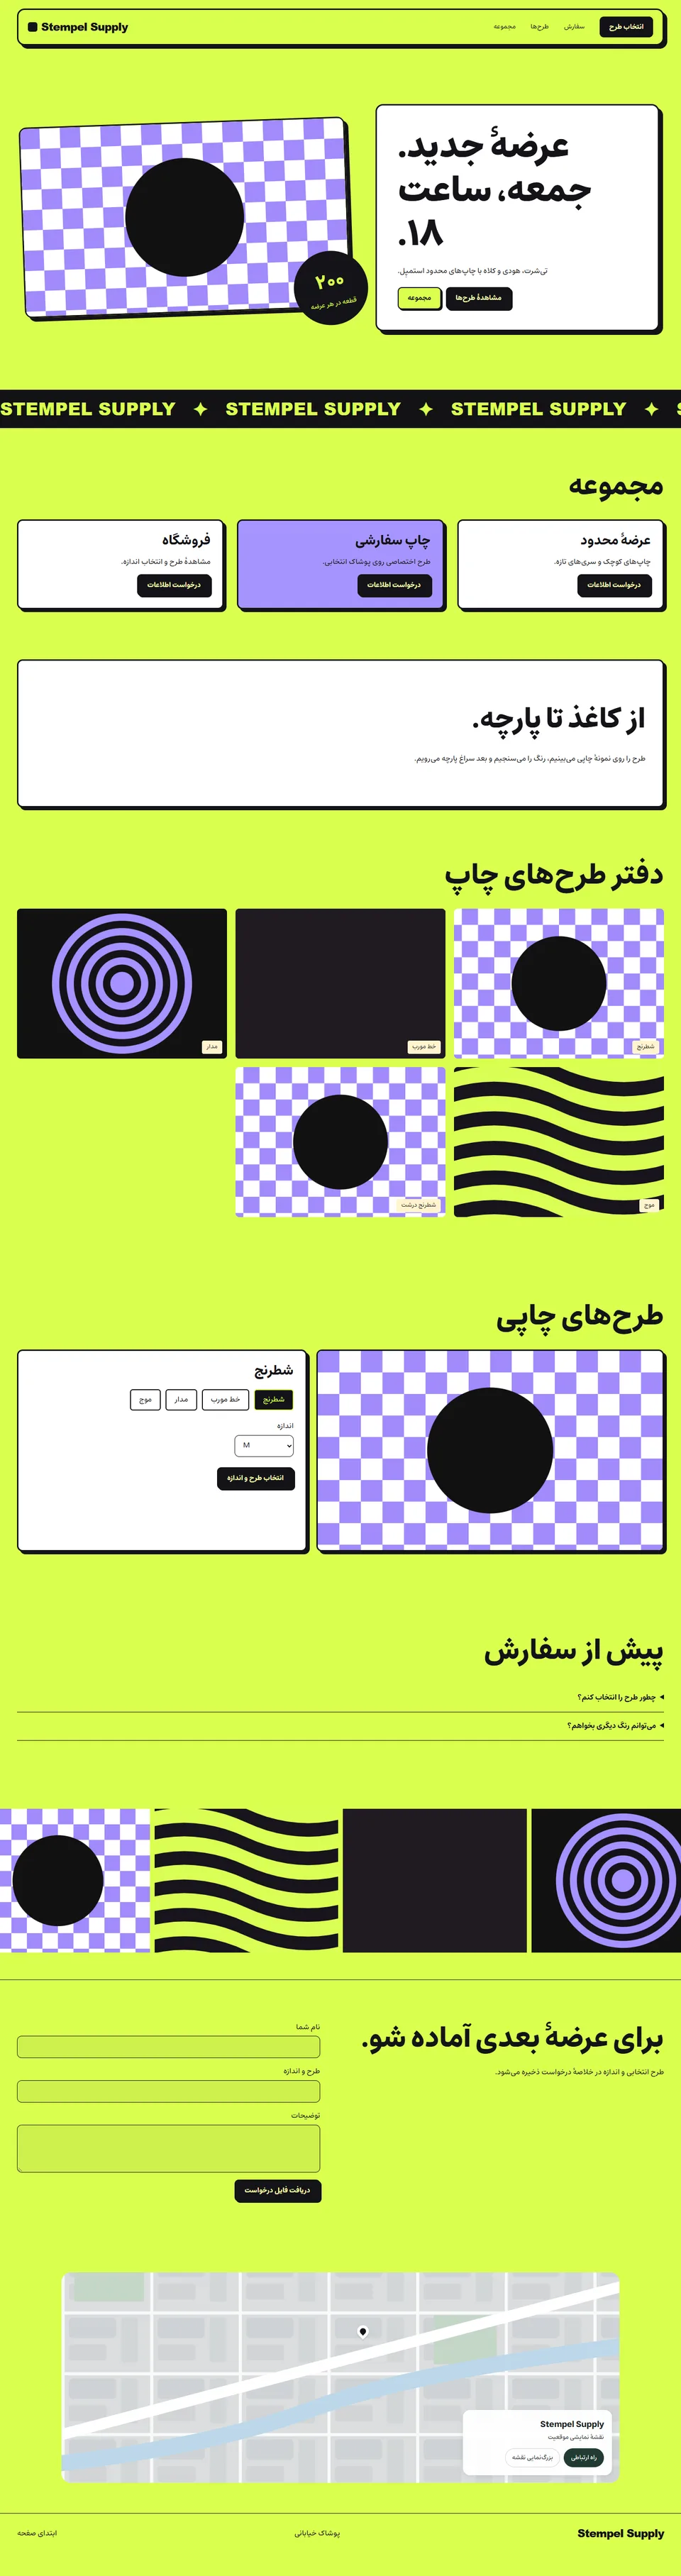 Stempel Supply
مجموعه
طرح‌ها
سفارش
انتخاب طرح
عرضهٔ جدید.
جمعه، ساعت
۱۸.
تی‌شرت، هودی و کلاه با چاپ‌های محدود استمپل.
مشاهدهٔ طرح‌ها
مجموعه
۲۰۰
قطعه در هر عرضه
STEMPEL SUPPLY ✦ STEMPEL SUPPLY ✦ STEMPEL SUPPLY ✦ S
مجموعه
عرضهٔ محدود
چاپ‌های کوچک و سری‌های تازه.
درخواست اطلاعات
چاپ سفارشی
طرح اختصاصی روی پوشاک انتخابی.
درخواست اطلاعات
فروشگاه
مشاهدهٔ طرح و انتخاب اندازه.
درخواست اطلاعات
از کاغذ تا پارچه.
طرح را روی نمونهٔ چاپی می‌بینیم، رنگ را می‌سنجیم و بعد سراغ پارچه می‌رویم.
دفتر طرح‌های چاپ
شطرنج
خط مورب
مدار
موج
شطرنج درشت
طرح‌های چاپی
شطرنج
شطرنج
خط مورب
مدار
موج
اندازه
M
انتخاب طرح و اندازه
پیش از سفارش
چطور طرح را انتخاب کنم؟
می‌توانم رنگ دیگری بخواهم؟
برای عرضهٔ بعدی آماده شو.
طرح انتخابی و اندازه در خلاصهٔ درخواست ذخیره می‌شود.
نام شما
طرح و اندازه
توضیحات
دریافت فایل درخواست
Stempel Supply
نقشهٔ نمایشی موقعیت
راه ارتباطی
بزرگ‌نمایی نقشه
Stempel Supply
پوشاک خیابانی
ابتدای صفحه